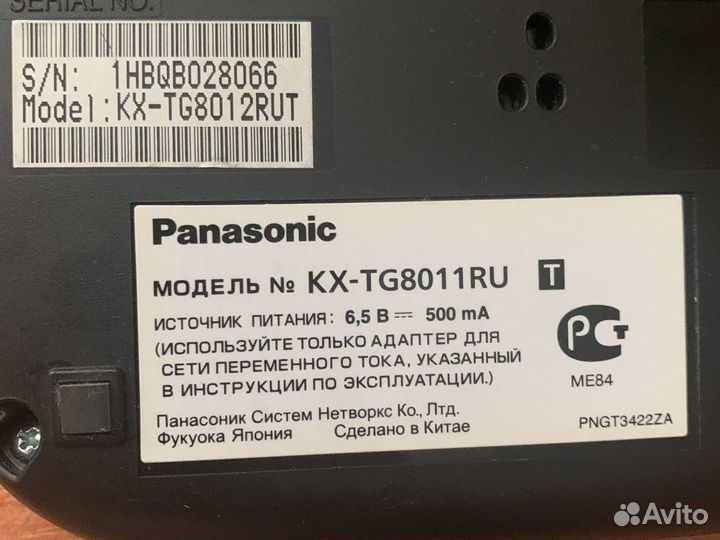 SERIAL NO.
S/N: 1HBQB028066
Model:KX-TG8012RUT
Panasonic
МОДЕЛЬ № KX-TG8011RU T
ИСТОЧНИК ПИТАНИЯ: 6,5 В 500 mA
(ИСПОЛЬЗУЙТЕ ТОЛЬКО АДАПТЕР ДЛЯ
СЕТИ ПЕРЕМЕННОГО ТОКА, УКАЗАННЫЙ
В ИНСТРУКЦИИ ПО ЭКСПЛУАТАЦИИ.)
РСТ
ME84
Панасоник Систем Нетворкс Ко., Лтд.
Фукуока Япония Сделано в Китае
PNGT3422ZA
Avito